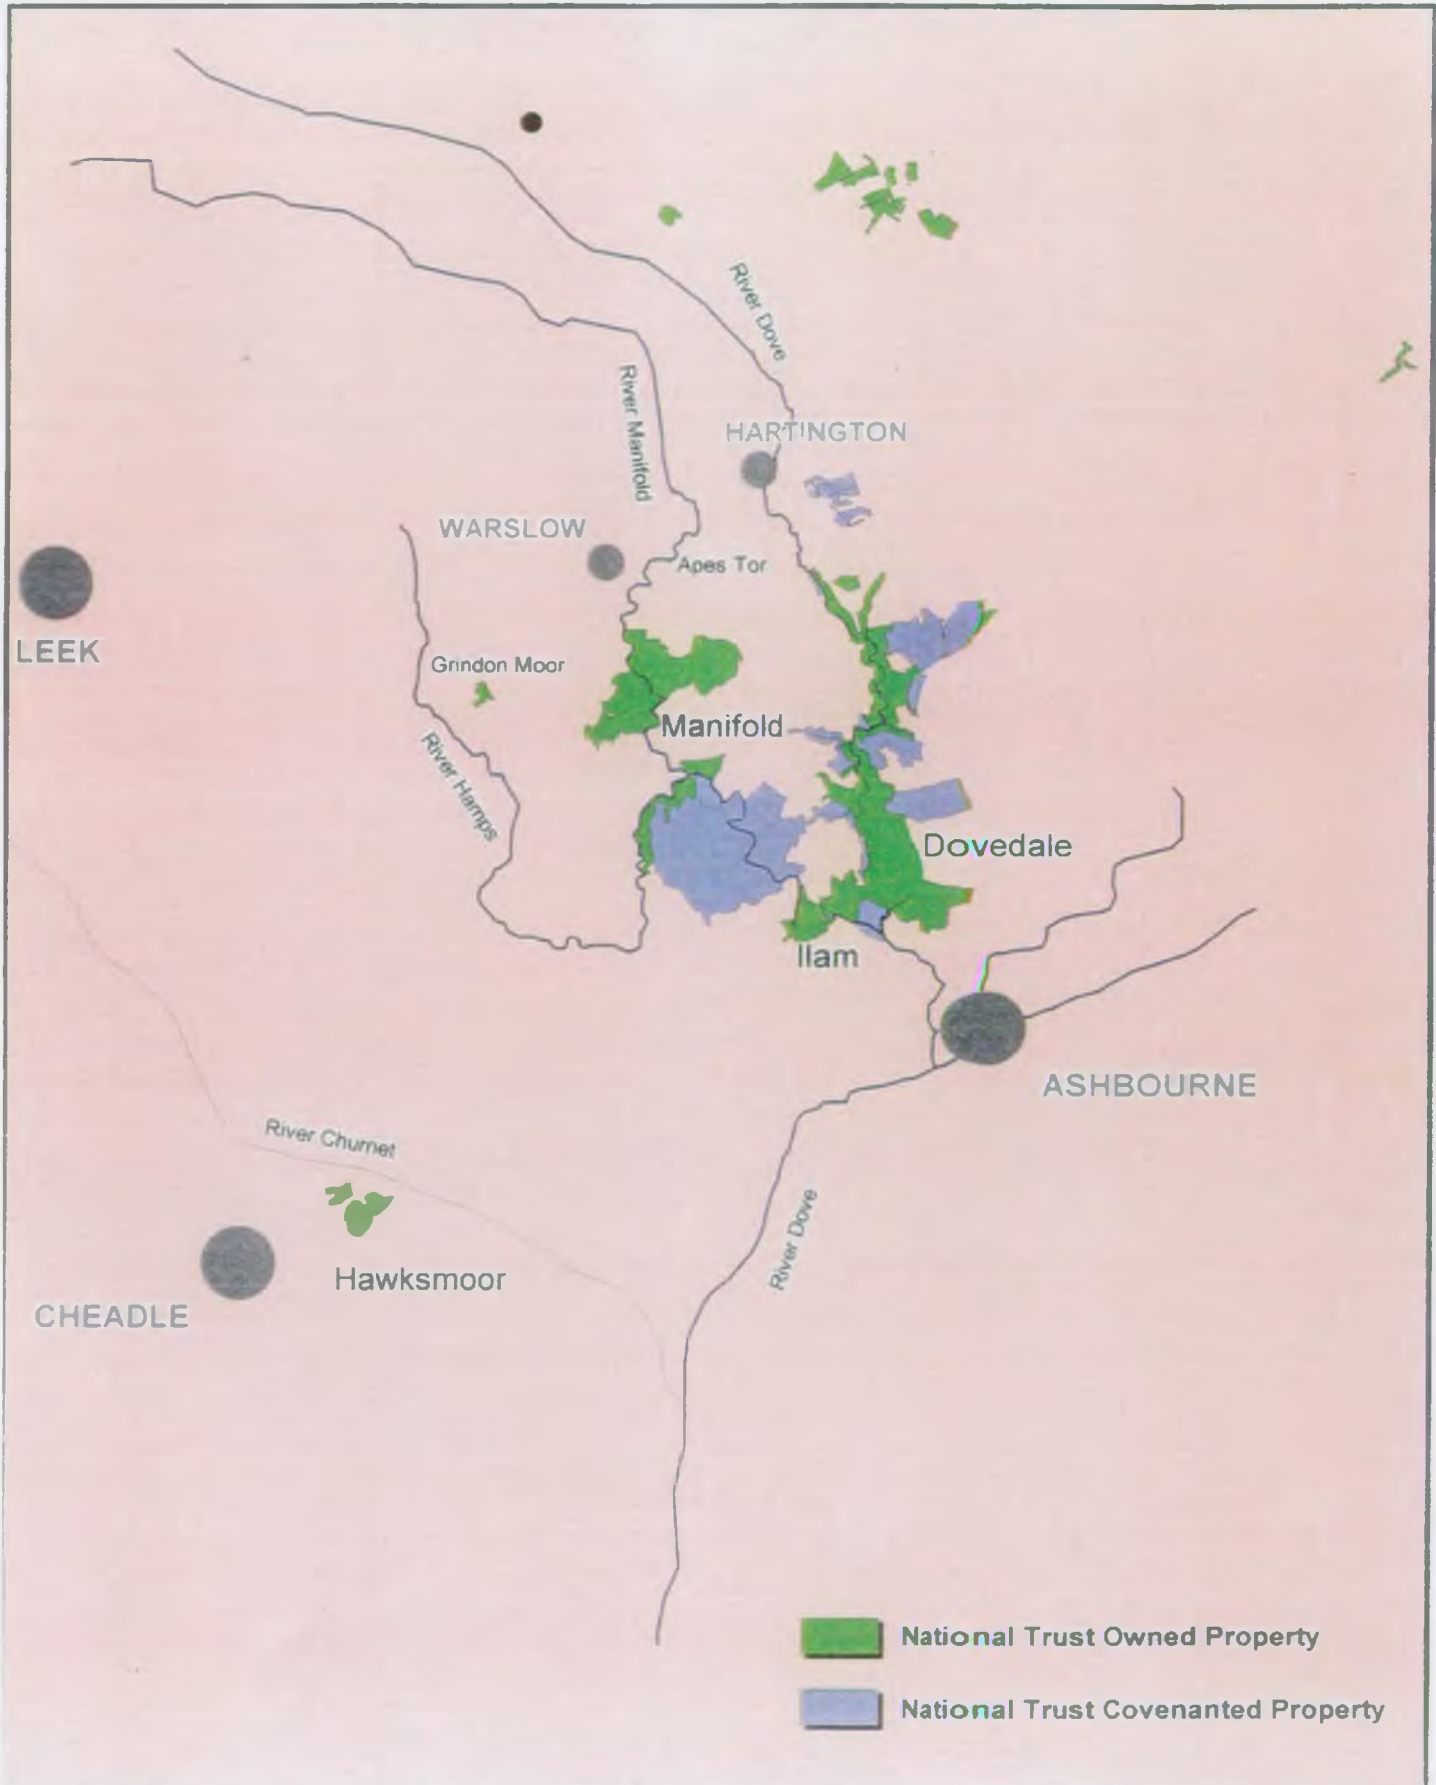 River Dove
River Manifold
HARTINGTON
WARSLOW
Apes Tor
LEEK
Grindon Moor
Manifold
River Hamps
Dovedale
Ilam
ASHBOURNE
River Churnet
River Dove
Hawksmoor
CHEADLE
National Trust Owned Property
National Trust Covenanted Property